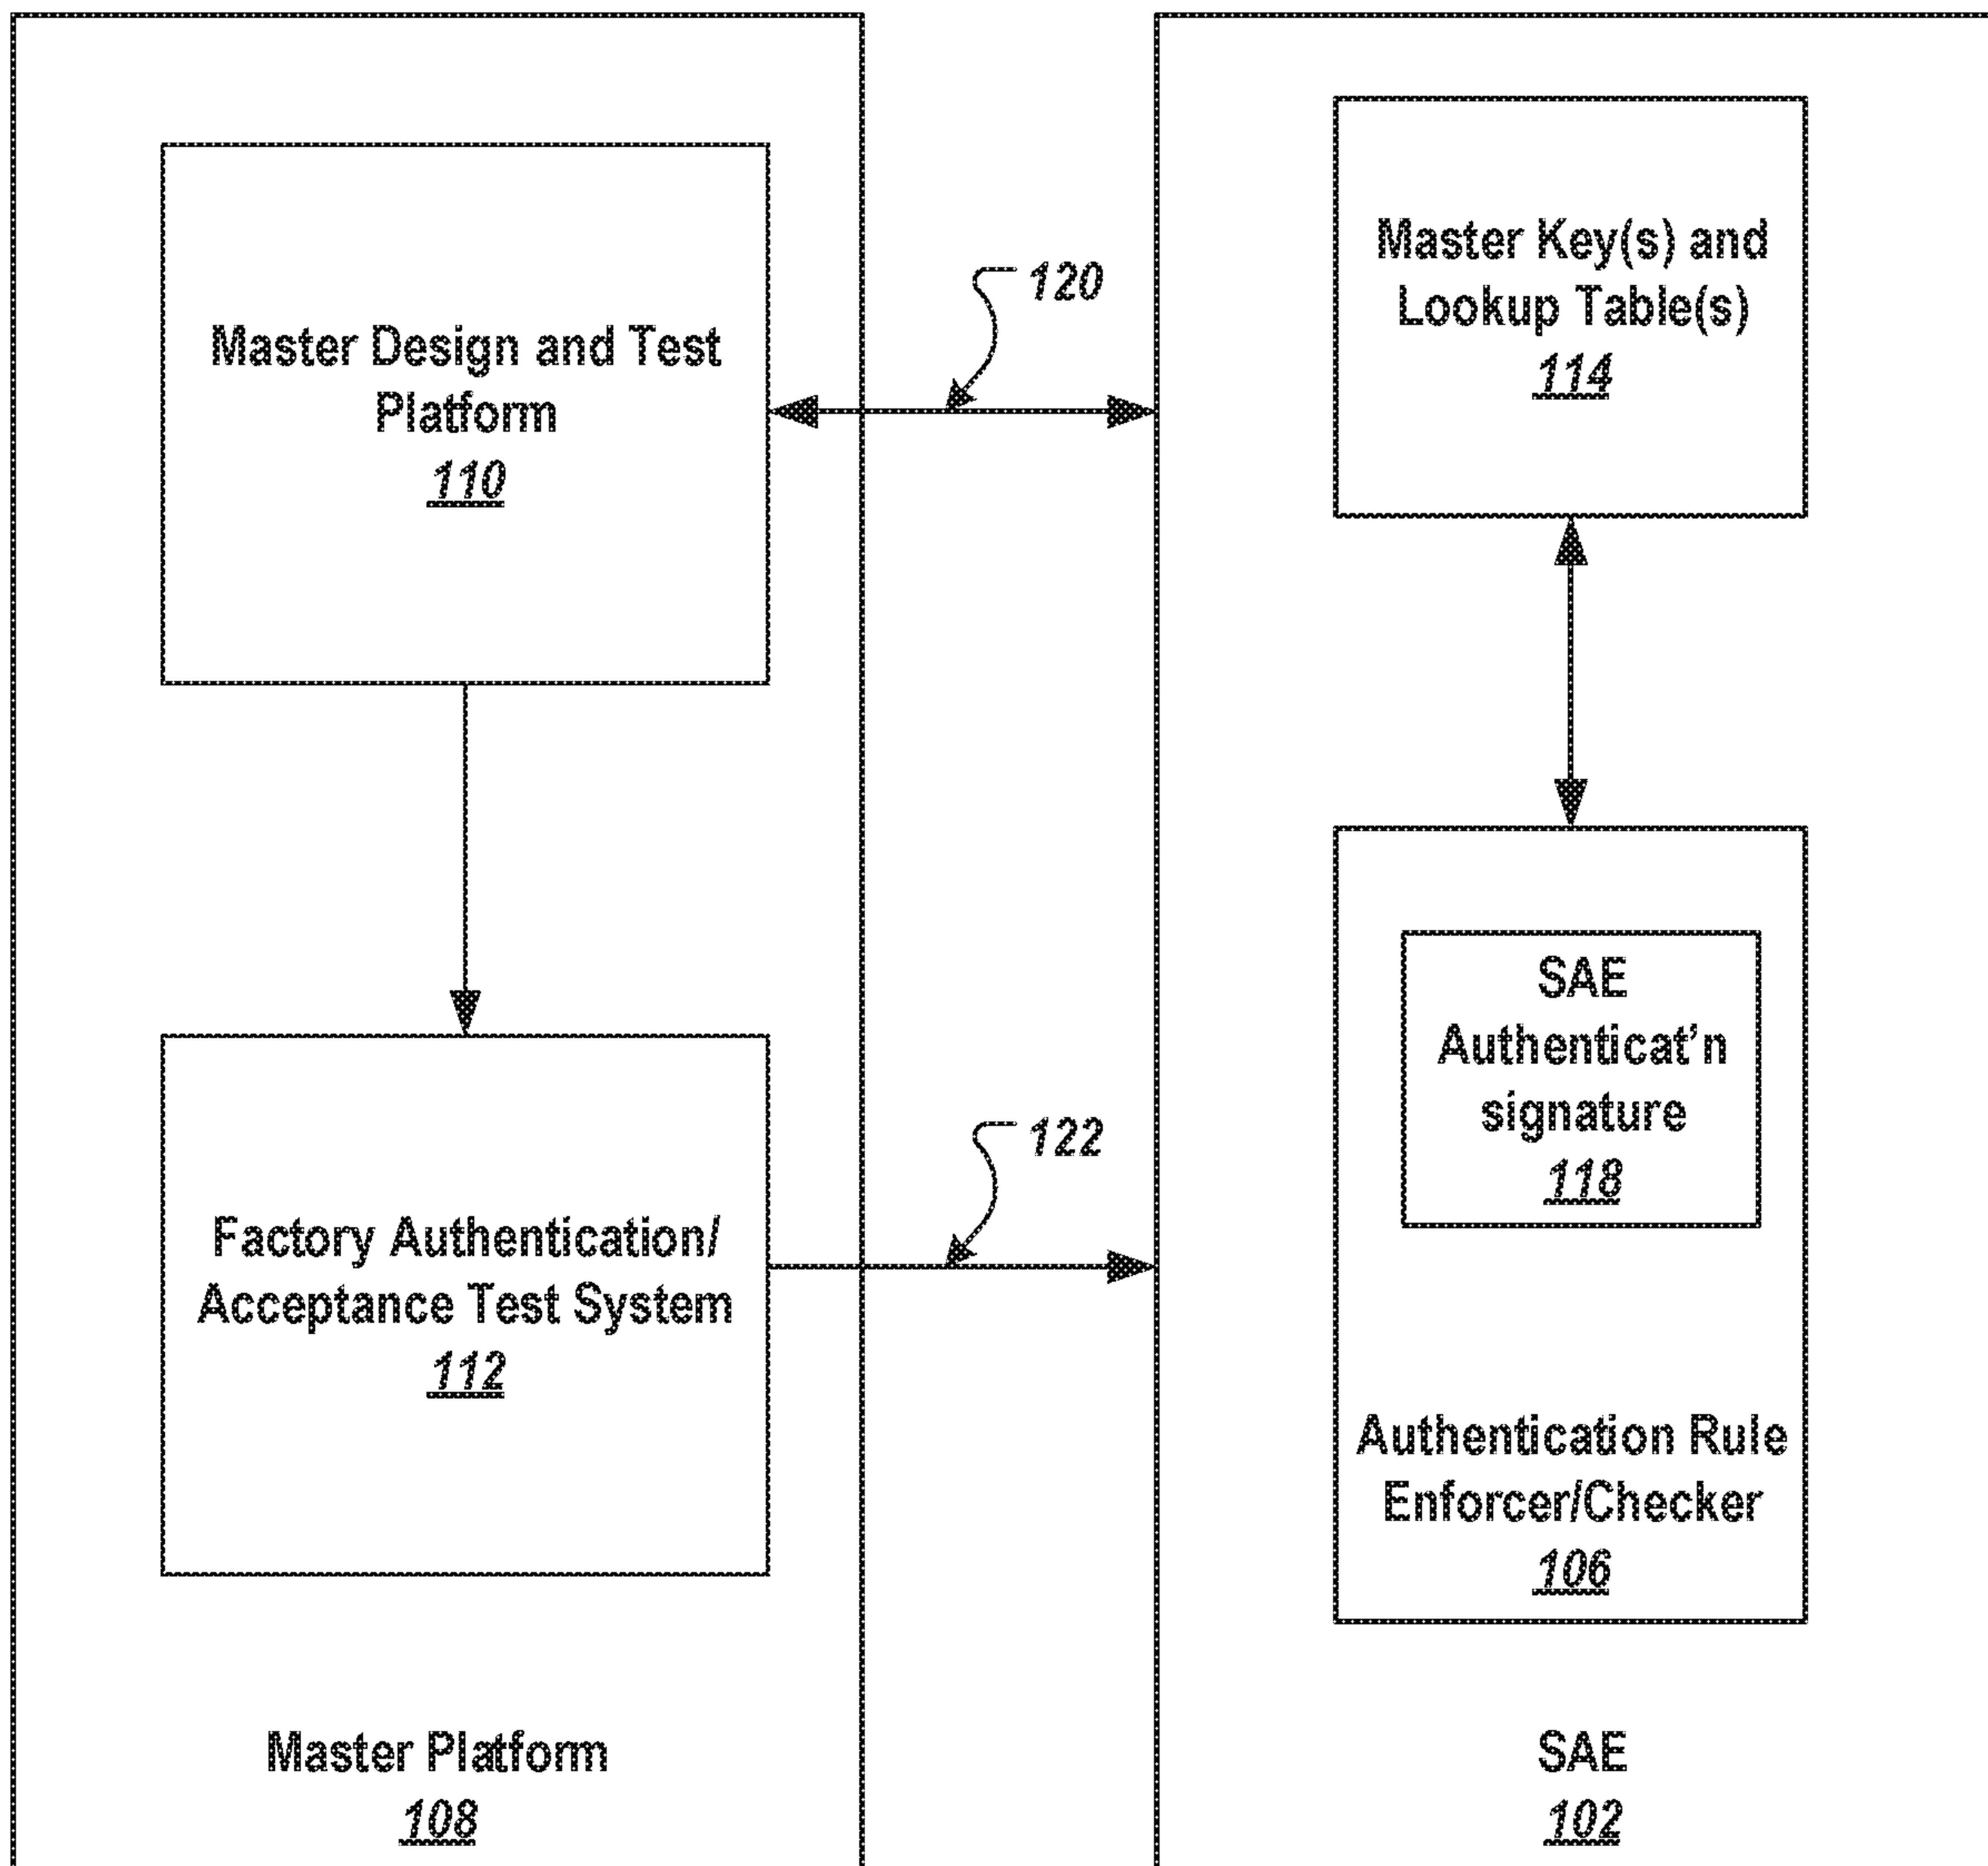 Master Design and Test
Platform
110
120
Factory Authentication/
Acceptance Test System
112
122
Master Platform
108
Master Key(s) and
Lookup Table(s)
114
SAE
Authenticat'n
signature
118
Authentication Rule
Enforcer/Checker
106
SAE
102